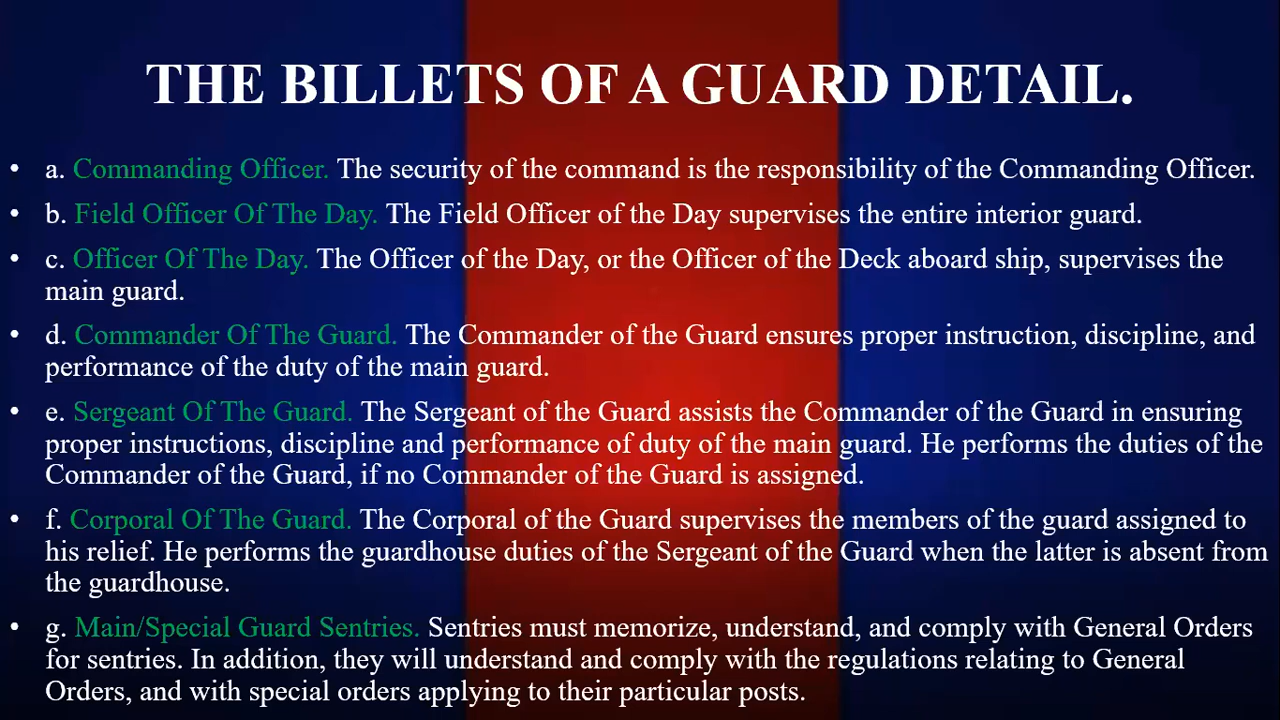 THE BILLETS OF A GUARD DETAIL.
• a. Commanding Officer. The security of the command is the responsibility of the Commanding Officer.
• b. Field Officer Of The Day. The Field Officer of the Day supervises the entire interior guard.
• c. Officer Of The Day. The Officer of the Day, or the Officer of the Deck aboard ship, supervises the
main guard.
• d. Commander Of The Guard. The Commander of the Guard ensures proper instruction, discipline, and
performance of the duty of the main guard.
• e. Sergeant Of The Guard. The Sergeant of the Guard assists the Commander of the Guard in ensuring
proper instructions, discipline and performance of duty of the main guard. He performs the duties of the
Commander of the Guard, if no Commander of the Guard is assigned.
• f. Corporal Of The Guard. The Corporal of the Guard supervises the members of the guard assigned to
his relief. He performs the guardhouse duties of the Sergeant of the Guard when the latter is absent from
the guardhouse.
• g. Main/Special Guard Sentries. Sentries must memorize, understand, and comply with General Orders
for sentries. In addition, they will understand and comply with the regulations relating to General
Orders, and with special orders applying to their particular posts.